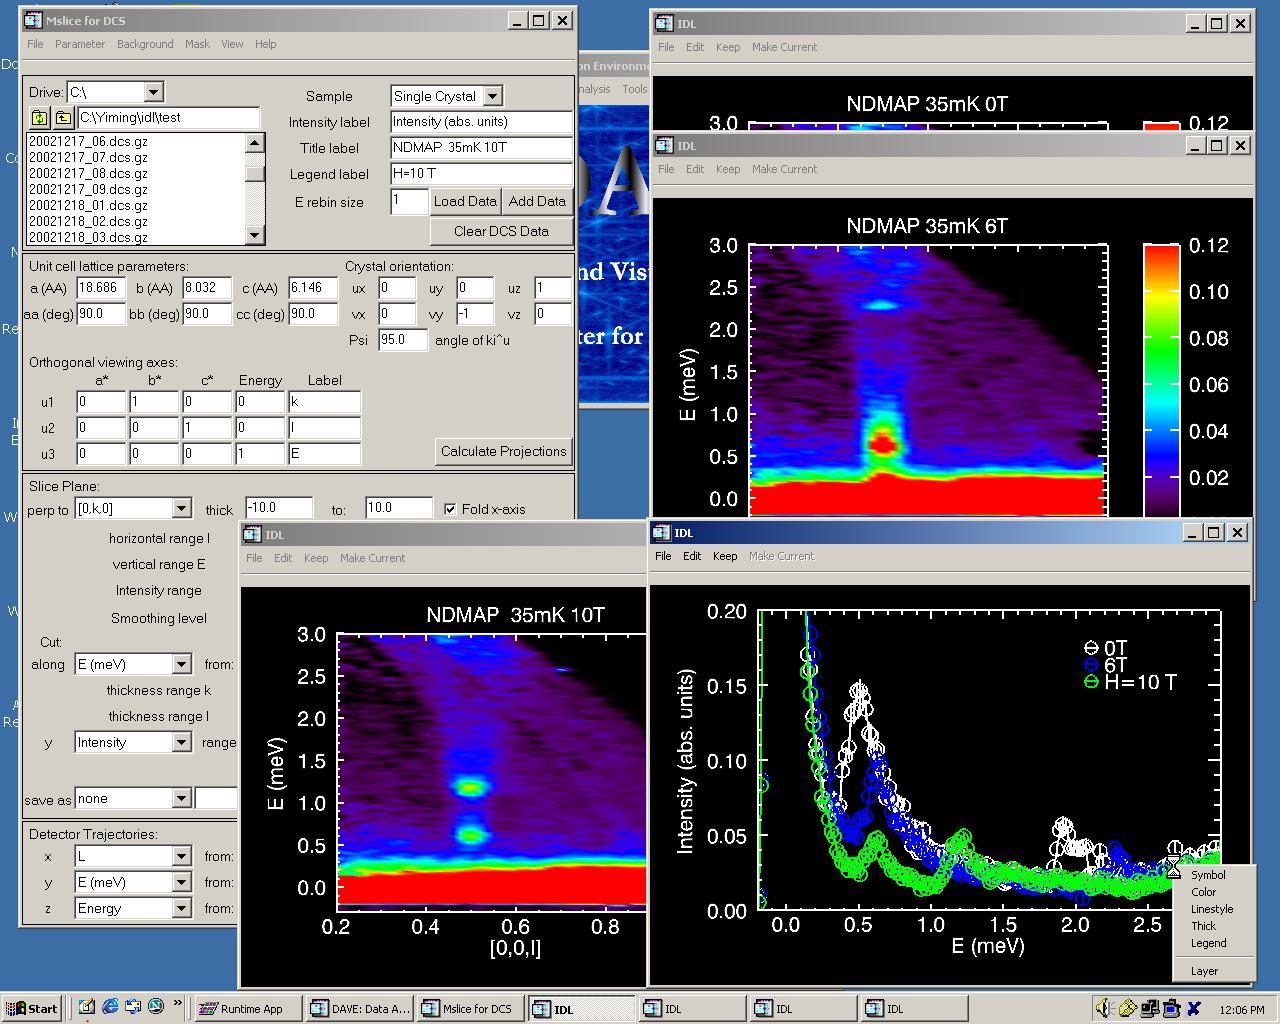 Mslice for DCS
File Parameter Background Mask View Help
Drive: C:\
C:\Yiming\idl\test
20021217_06.dcs.gz
20021217_07.dcs.gz
20021217_08.dcs.gz
20021217_09.dcs.gz
20021218_01.dcs.gz
20021218_02.dcs.gz
20021218_03.dcs.gz
Sample Single Crystal
Intensity label Intensity (abs. units)
Title label NDMAP 35mK 10T
Legend label H=10 T
E rebin size 1 Load Data Add Data
Clear DCS Data
Unit cell lattice parameters: Crystal orientation:
a (AA) 18.686 b (AA) 8.032 c (AA) 6.146 ux 0 uy 0 uz 1
aa (deg) 90.0 bb (deg) 90.0 cc (deg) 90.0 vx 0 vy -1 vz 0
Psi 95.0 angle of ki^u
Orthogonal viewing axes:
a* b* c* Energy Label
u1 0 1 0 0 k
u2 0 0 1 0 l
u3 0 0 0 1 E
Calculate Projections
Slice Plane:
perp to [0,k,0] thick -10.0 to: 10.0 Fold x-axis
horizontal range l
vertical range E
Intensity range
Smoothing level
Cut:
along E (meV) from:
thickness range k
thickness range l
y Intensity range
save as none
Detector Trajectories:
x L from:
y E (meV) from:
z Energy from:
on Environm
nalysis Tools
DA
nd Vis
ter for
IDL
File Edit Keep Make Current
NDMAP 35mK 0T
3.0 0.12
IDL
File Edit Keep Make Current
NDMAP 35mK 6T
3.0
2.5
2.0
1.5
1.0
0.5
0.0
E (meV)
0.12
0.10
0.08
0.06
0.04
0.02
IDL
File Edit Keep Make Current
NDMAP 35mK 10T
3.0
2.5
2.0
1.5
1.0
0.5
0.0
E (meV)
0.2 0.4 0.6 0.8
[0,0,l]
IDL
File Edit Keep Make Current
0.20
0.15
0.10
0.05
0.00
Intensity (abs. units)
0T
6T
H=10 T
0.0 0.5 1.0 1.5 2.0 2.5
E (meV)
Symbol
Color
Linestyle
Thick
Legend
Layer
Start Runtime App DAVE: Data A... Mslice for DCS IDL IDL IDL IDL 12:06 PM